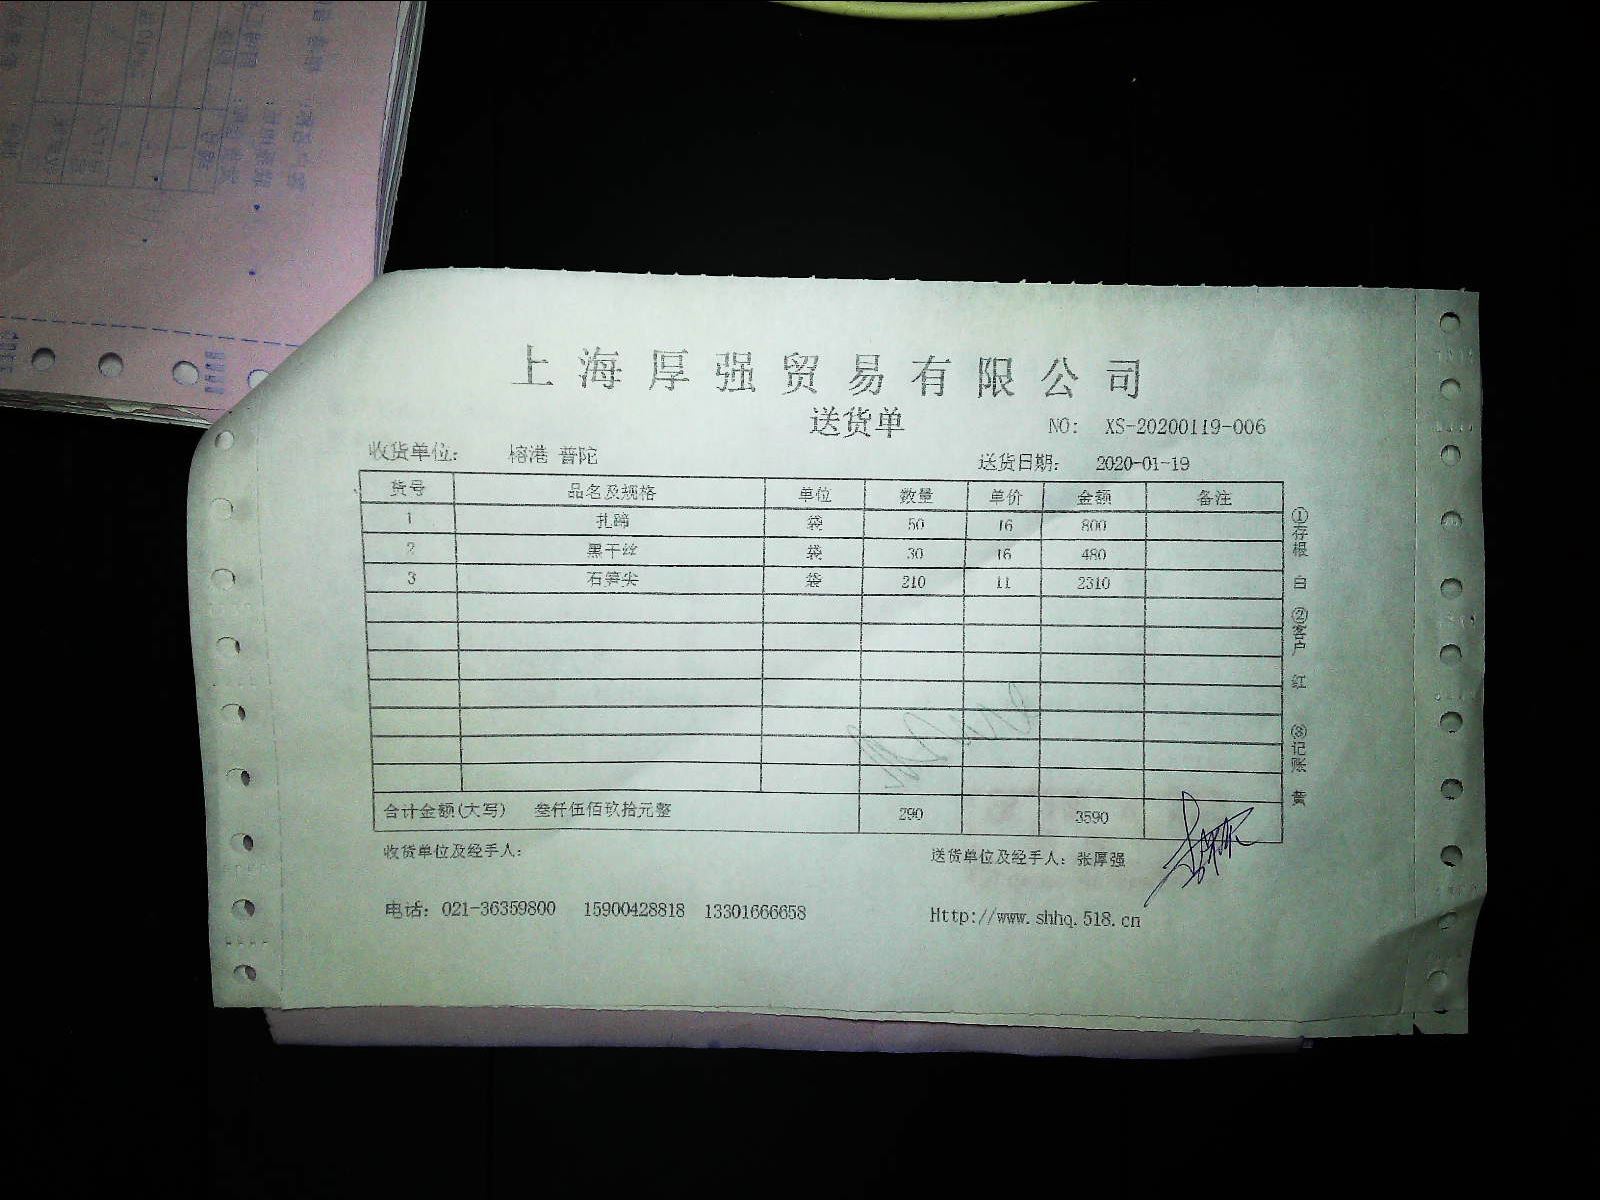 上海厚强贸易有限公司
送货单
NO: XS-20200119-006
收货单位: 榕港 普陀
送货日期: 2020-01-19
货号 品名及规格 单位 数量 单价 金额 备注
1 扎蹄 袋 50 16 800
2 黑干丝 袋 30 16 480
3 石笋尖 袋 210 11 2310
合计金额(大写) 叁仟伍佰玖拾元整 290 3590
收货单位及经手人:
送货单位及经手人: 张厚强
电话: 021-36359800 15900428818 13301666658
Http://www.shhq.518.cn
①存根 白 ②客户 红 ③记账 黄